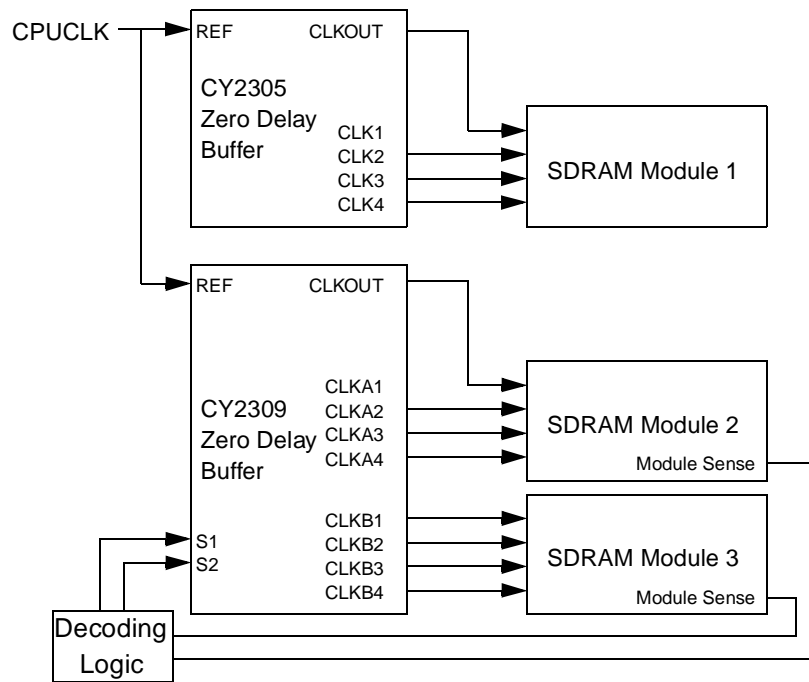 CPUCLK
REF
CLKOUT
CY2305
Zero Delay
Buffer
CLK1
CLK2
CLK3
CLK4
SDRAM Module 1
REF
CLKOUT
CY2309
Zero Delay
Buffer
CLKA1
CLKA2
CLKA3
CLKA4
SDRAM Module 2
Module Sense
CLKB1
CLKB2
CLKB3
CLKB4
S1
S2
SDRAM Module 3
Module Sense
Decoding
Logic